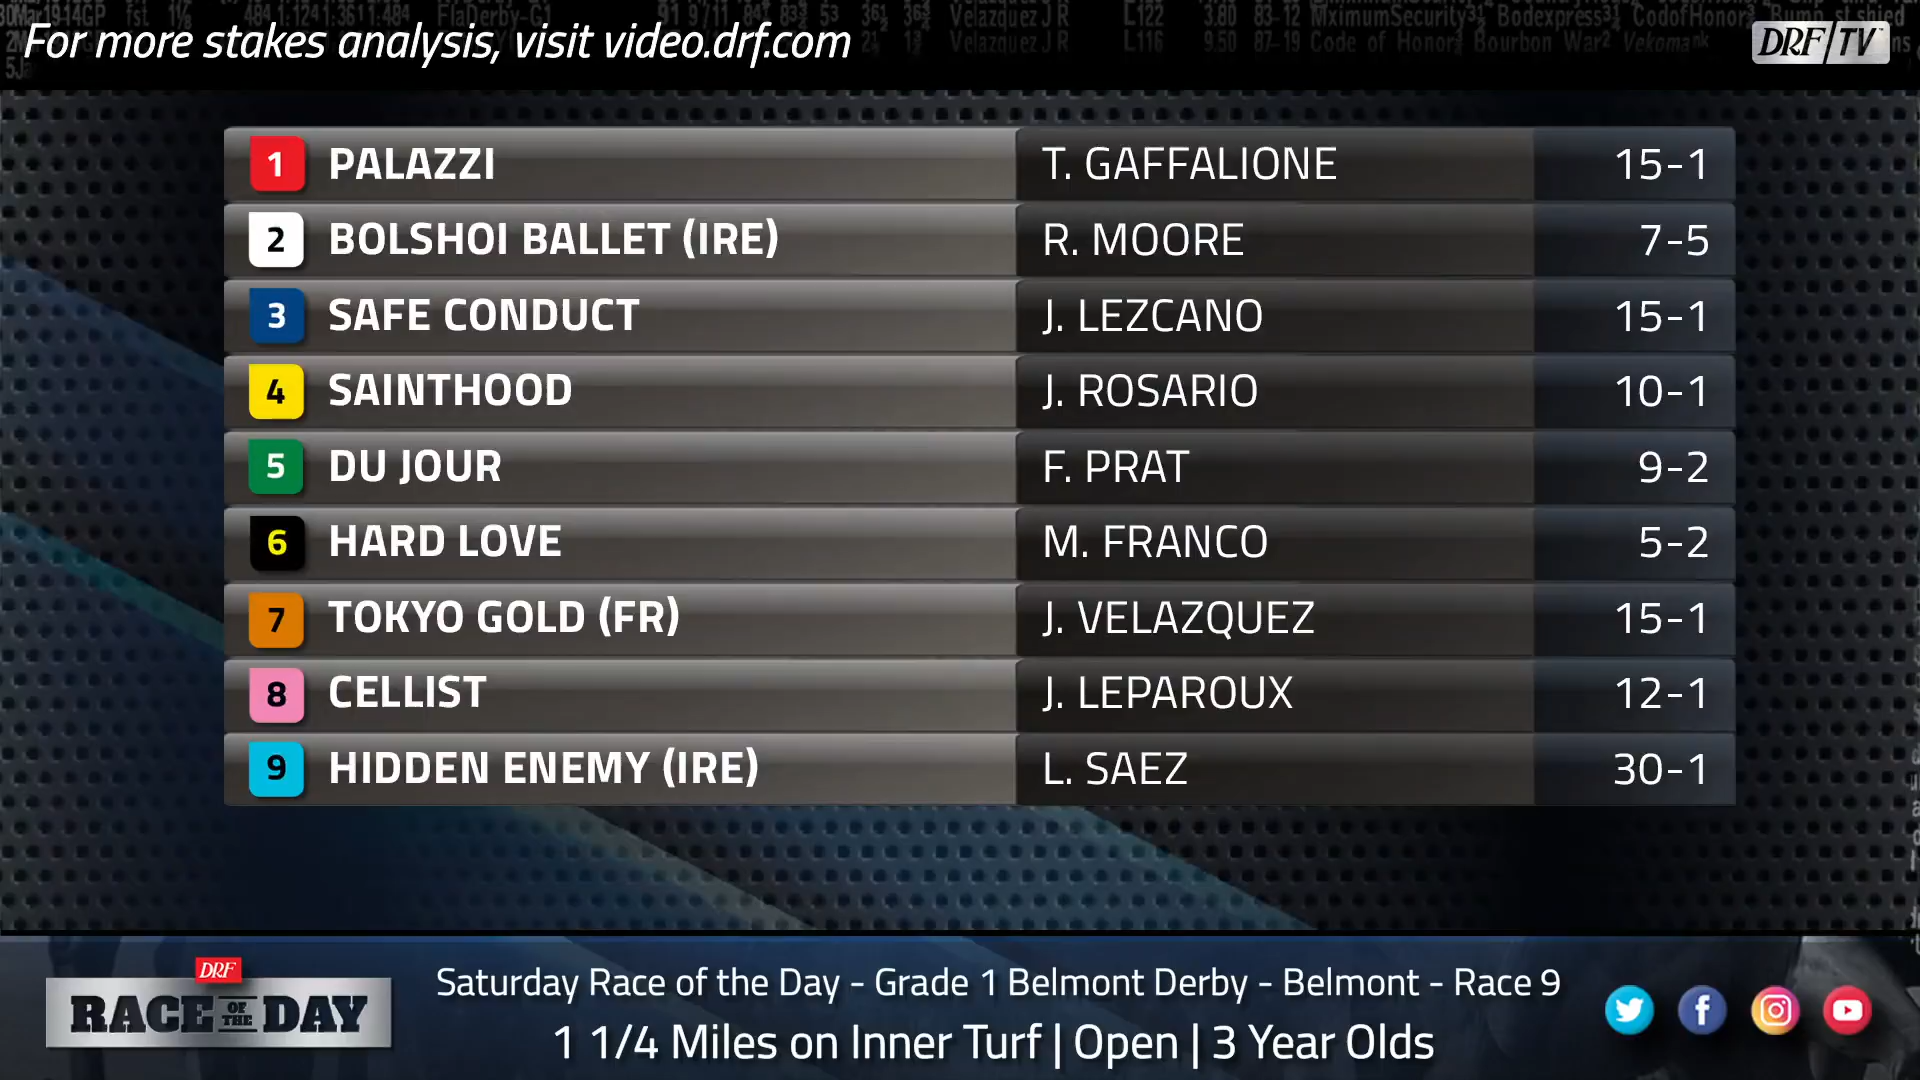 For more stakes analysis, visit video.drf.com
DRF/TV
1 PALAZZI T. GAFFALIONE 15-1
2 BOLSHOI BALLET (IRE) R. MOORE 7-5
3 SAFE CONDUCT J. LEZCANO 15-1
4 SAINTHOOD J. ROSARIO 10-1
5 DU JOUR F. PRAT 9-2
6 HARD LOVE M. FRANCO 5-2
7 TOKYO GOLD (FR) J. VELAZQUEZ 15-1
8 CELLIST J. LEPAROUX 12-1
9 HIDDEN ENEMY (IRE) L. SAEZ 30-1
DRF
RACE OF THE DAY
Saturday Race of the Day - Grade 1 Belmont Derby - Belmont - Race 9
1 1/4 Miles on Inner Turf | Open | 3 Year Olds